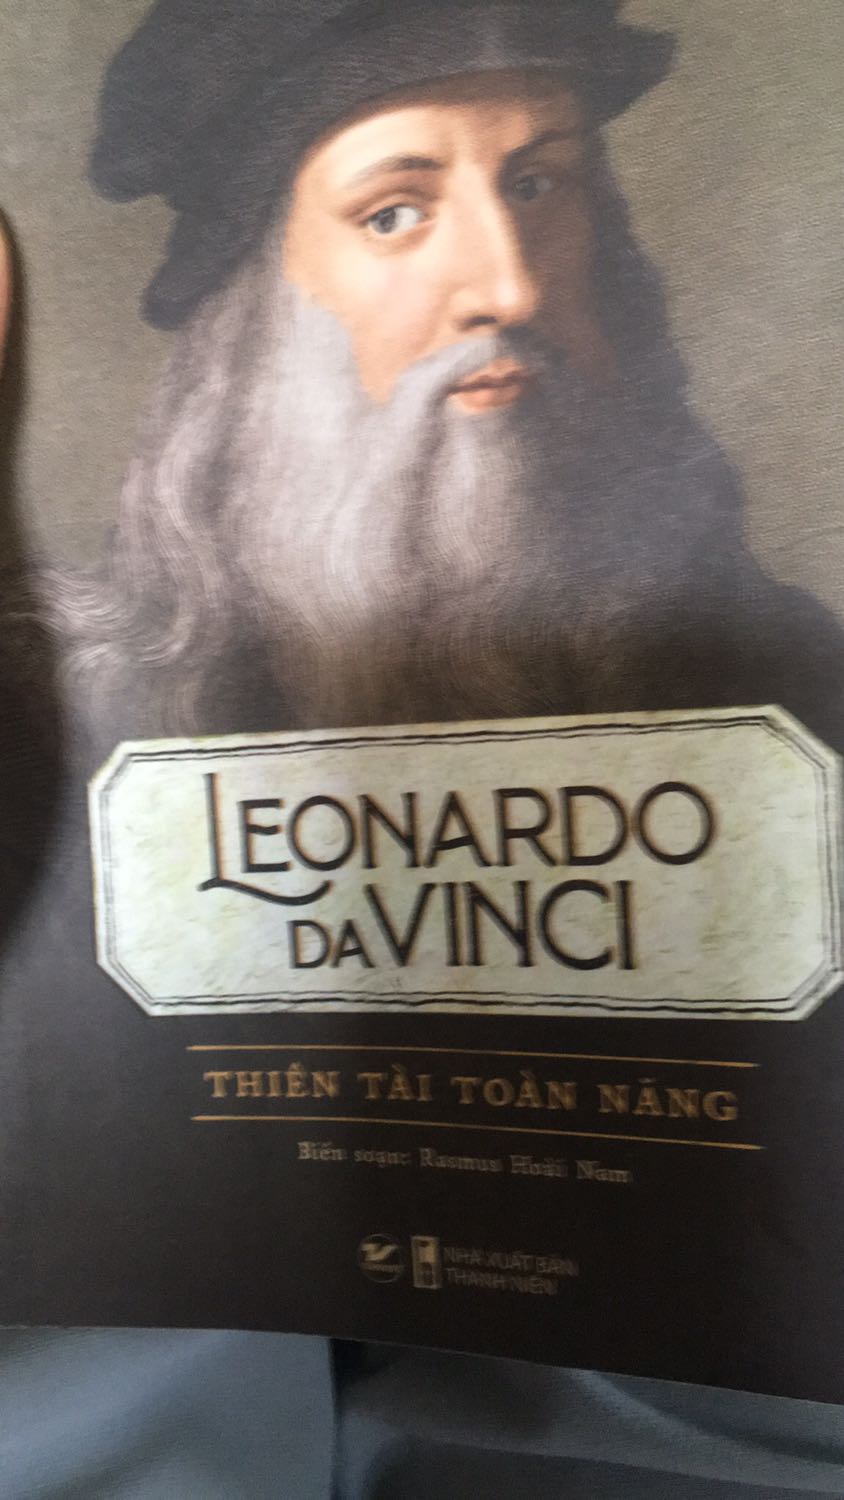 LEONARDO
DA VINCI
THIÊN TÀI TOÀN NĂNG
Biên soạn: Rasmus Hoài Nam
NHÀ XUẤT BẢN
THANH NIÊN